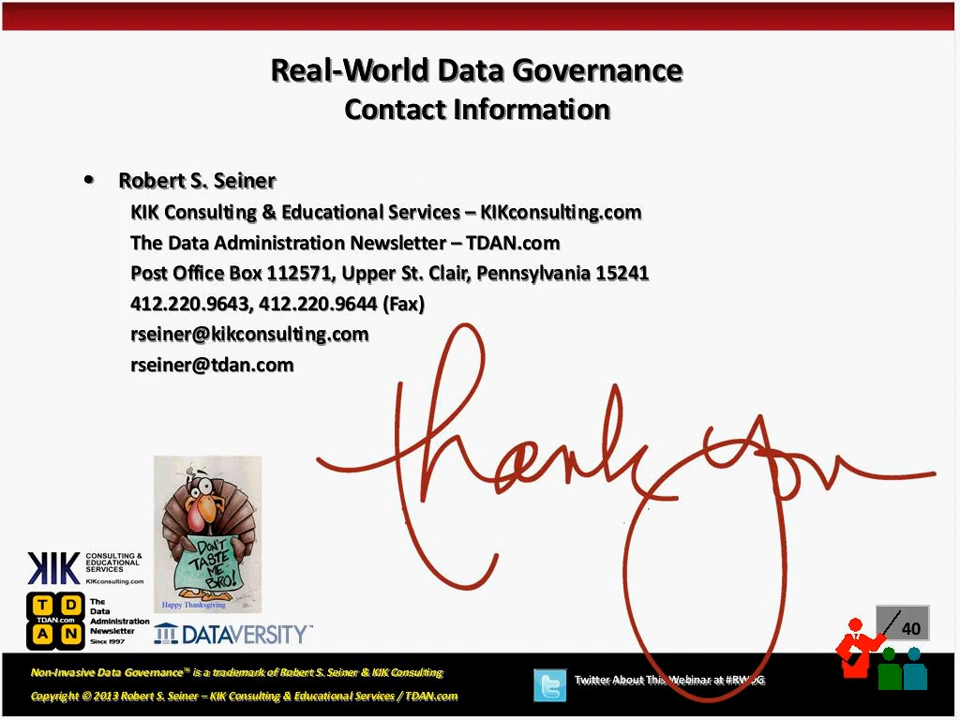 Real-World Data Governance
Contact Information
• Robert S. Seiner
KIK Consulting & Educational Services – KIKconsulting.com
The Data Administration Newsletter – TDAN.com
Post Office Box 112571, Upper St. Clair, Pennsylvania 15241
412.220.9643, 412.220.9644 (Fax)
rseiner@kikconsulting.com
rseiner@tdan.com
Thank You
DON'T
TASTE
ME
BRO!
Happy Thanksgiving
KIK CONSULTING &
EDUCATIONAL
SERVICES
KIKconsulting.com
T D
TDAN.com
A N
The
Data
Administration
Newsletter
Since 1997
DATAVERSITY™
40
Non-Invasive Data Governance™ is a trademark of Robert S. Seiner & KIK Consulting
Copyright © 2013 Robert S. Seiner – KIK Consulting & Educational Services / TDAN.com
Twitter About This Webinar at #RWDG